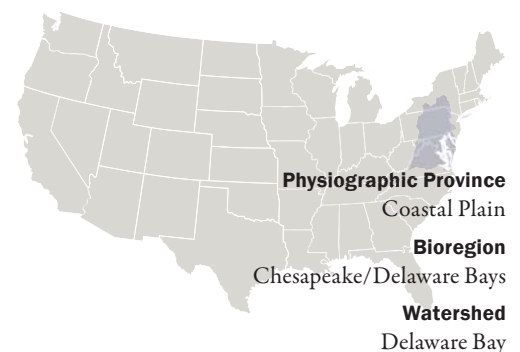 Physiographic Province
Coastal Plain
Bioregion
Chesapeake/Delaware Bays
Watershed
Delaware Bay